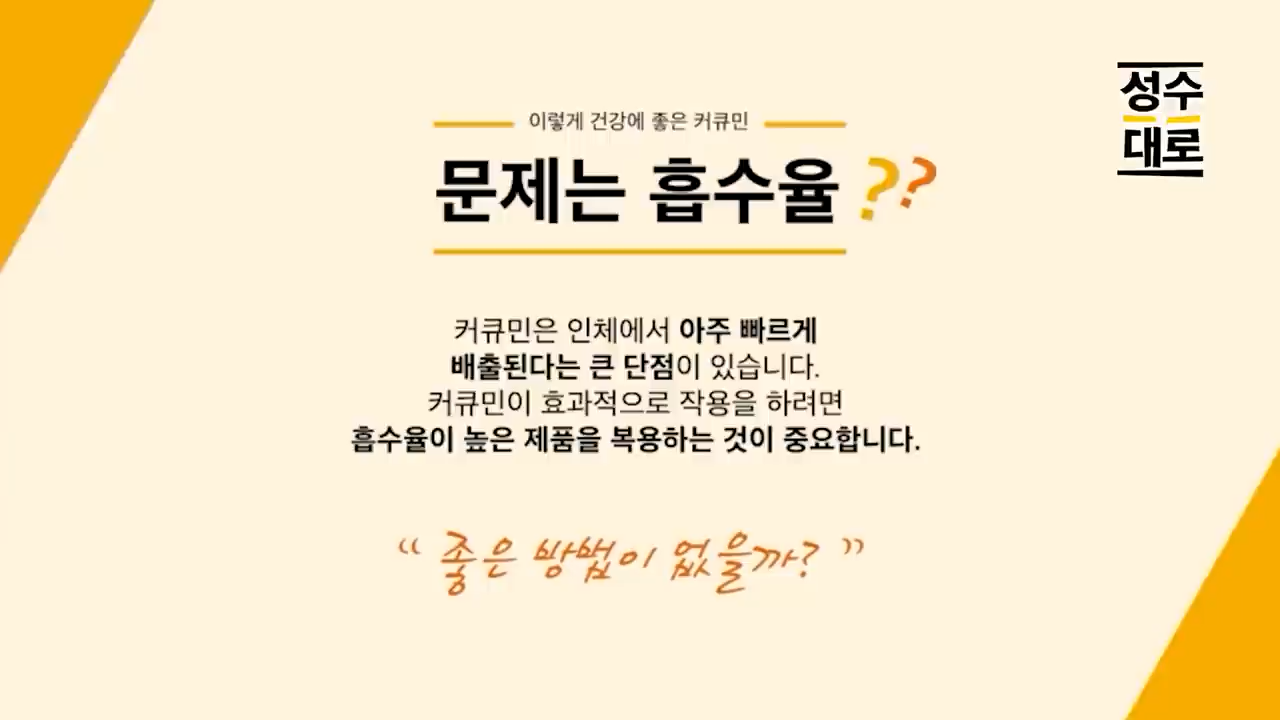 성수
대로
이렇게 건강에 좋은 커큐민
문제는 흡수율 ??
커큐민은 인체에서 아주 빠르게
배출된다는 큰 단점이 있습니다.
커큐민이 효과적으로 작용을 하려면
흡수율이 높은 제품을 복용하는 것이 중요합니다.
“ 좋은 방법이 없을까? ”